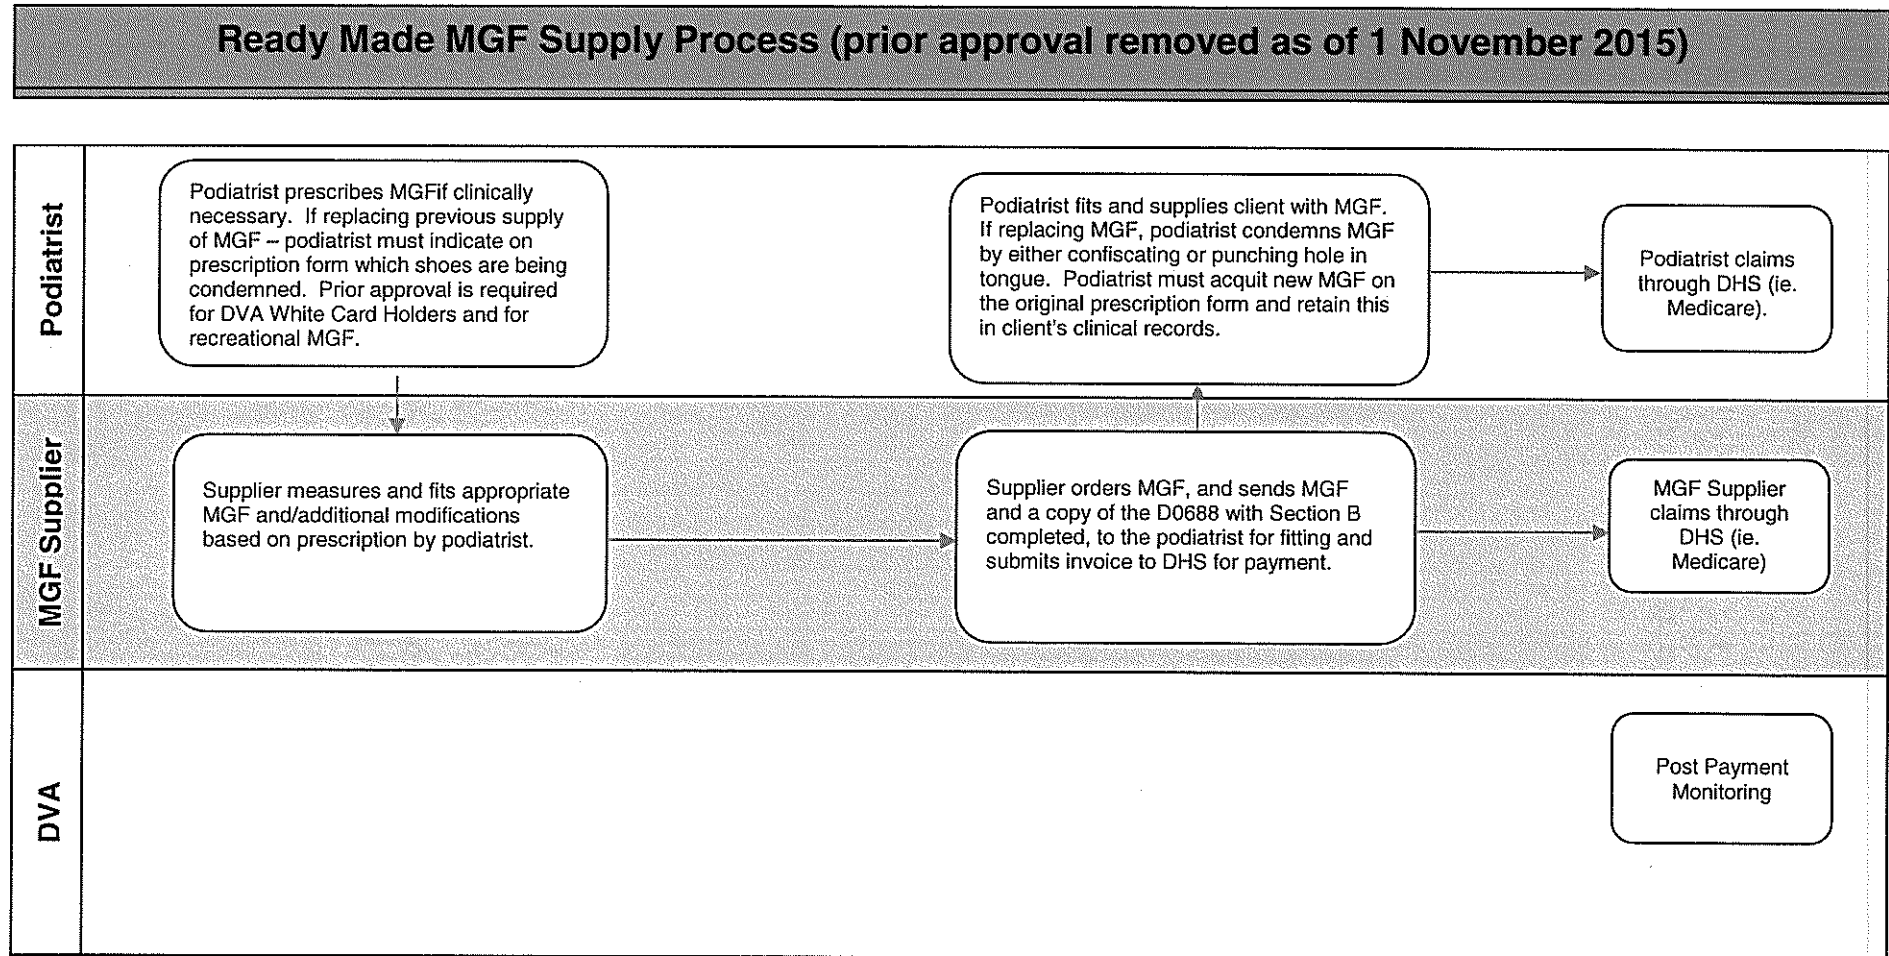 Ready Made MGF Supply Process (prior approval removed as of 1 November 2015)
Podiatrist
Podiatrist prescribes MGFif clinically
necessary. If replacing previous supply
of MGF – podiatrist must indicate on
prescription form which shoes are being
condemned. Prior approval is required
for DVA White Card Holders and for
recreational MGF.
Podiatrist fits and supplies client with MGF.
If replacing MGF, podiatrist condemns MGF
by either confiscating or punching hole in
tongue. Podiatrist must acquit new MGF on
the original prescription form and retain this
in client's clinical records.
Podiatrist claims
through DHS (ie.
Medicare).
MGF Supplier
Supplier measures and fits appropriate
MGF and/additional modifications
based on prescription by podiatrist.
Supplier orders MGF, and sends MGF
and a copy of the D0688 with Section B
completed, to the podiatrist for fitting and
submits invoice to DHS for payment.
MGF Supplier
claims through
DHS (ie.
Medicare)
DVA
Post Payment
Monitoring